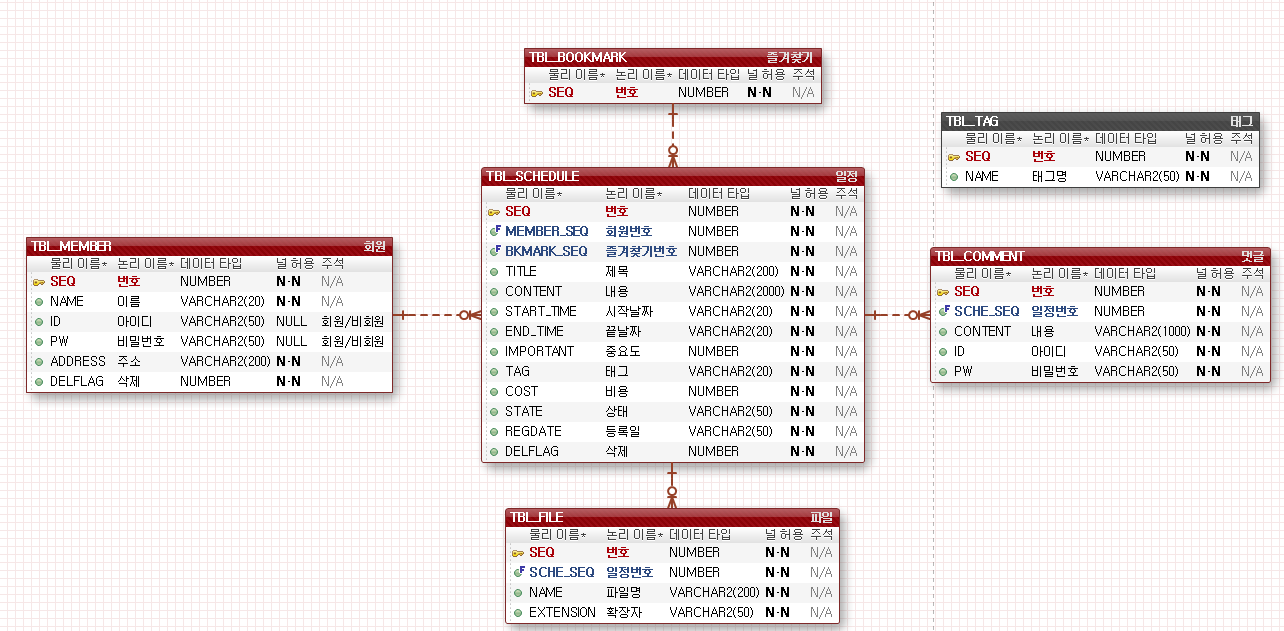 TBL_BOOKMARK 즐겨찾기
물리 이름* 논리 이름* 데이터 타입 널 허용 주석
SEQ 번호 NUMBER N-N N/A
TBL_TAG 태그
물리 이름* 논리 이름* 데이터 타입 널 허용 주석
SEQ 번호 NUMBER N-N N/A
NAME 태그명 VARCHAR2(50) N-N N/A
TBL_SCHEDULE 일정
물리 이름* 논리 이름* 데이터 타입 널 허용 주석
SEQ 번호 NUMBER N-N N/A
MEMBER_SEQ 회원번호 NUMBER N-N N/A
BKMARK_SEQ 즐겨찾기번호 NUMBER N-N N/A
TITLE 제목 VARCHAR2(200) N-N N/A
CONTENT 내용 VARCHAR2(2000) N-N N/A
START_TIME 시작날짜 VARCHAR2(20) N-N N/A
END_TIME 끝날짜 VARCHAR2(20) N-N N/A
IMPORTANT 중요도 NUMBER N-N N/A
TAG 태그 VARCHAR2(20) N-N N/A
COST 비용 NUMBER N-N N/A
STATE 상태 VARCHAR2(50) N-N N/A
REGDATE 등록일 VARCHAR2(50) N-N N/A
DELFLAG 삭제 NUMBER N-N N/A
TBL_MEMBER 회원
물리 이름* 논리 이름* 데이터 타입 널 허용 주석
SEQ 번호 NUMBER N-N N/A
NAME 이름 VARCHAR2(20) N-N N/A
ID 아이디 VARCHAR2(50) NULL 회원/비회원
PW 비밀번호 VARCHAR2(50) NULL 회원/비회원
ADDRESS 주소 VARCHAR2(200) N-N N/A
DELFLAG 삭제 NUMBER N-N N/A
TBL_COMMENT 댓글
물리 이름* 논리 이름* 데이터 타입 널 허용 주석
SEQ 번호 NUMBER N-N N/A
SCHE_SEQ 일정번호 NUMBER N-N N/A
CONTENT 내용 VARCHAR2(1000) N-N N/A
ID 아이디 VARCHAR2(50) N-N N/A
PW 비밀번호 VARCHAR2(50) N-N N/A
TBL_FILE 파일
물리 이름* 논리 이름* 데이터 타입 널 허용 주석
SEQ 번호 NUMBER N-N N/A
SCHE_SEQ 일정번호 NUMBER N-N N/A
NAME 파일명 VARCHAR2(200) N-N N/A
EXTENSION 확장자 VARCHAR2(50) N-N N/A